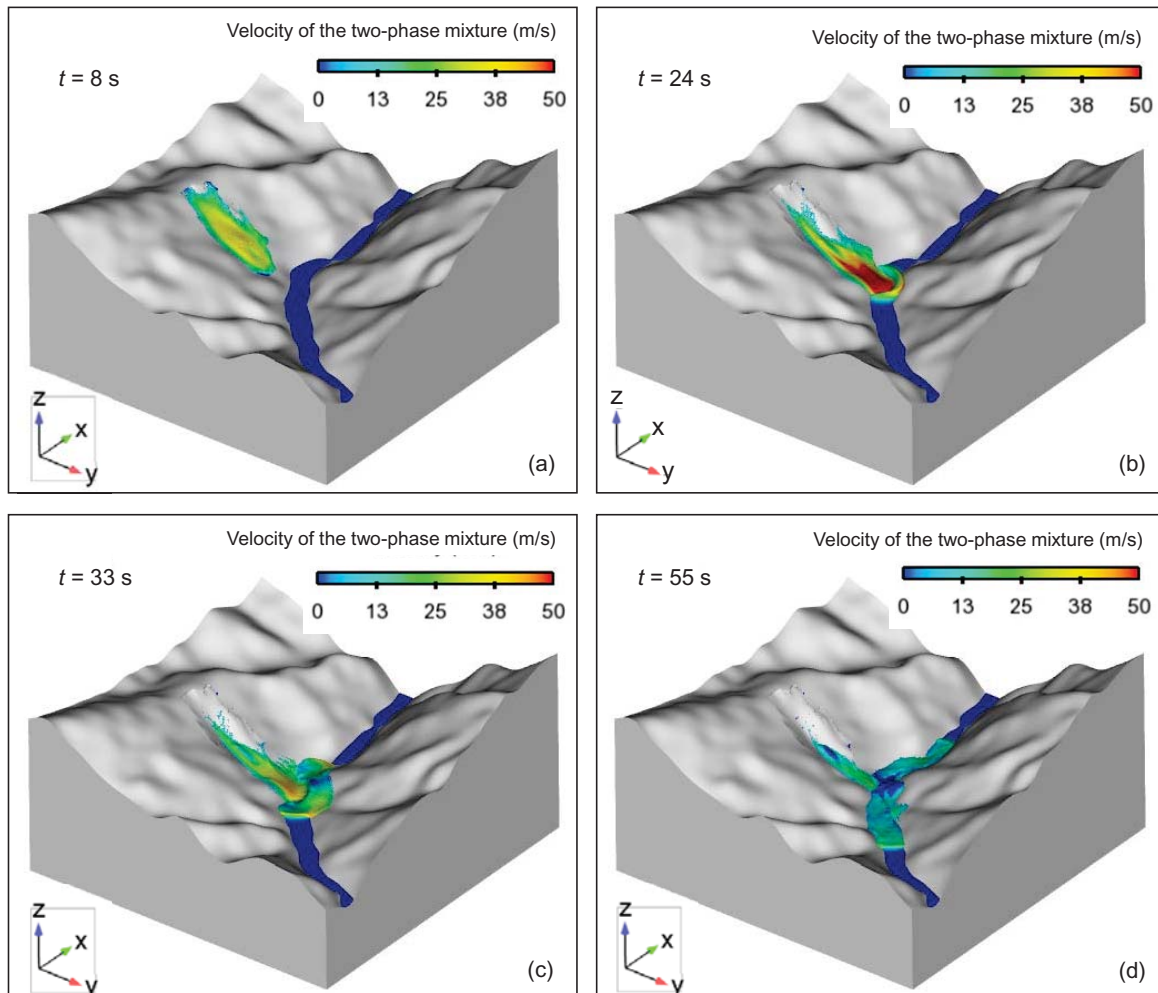 Velocity of the two-phase mixture (m/s)
t = 8 s
0 13 25 38 50
z
x
y
(a)
Velocity of the two-phase mixture (m/s)
t = 24 s
0 13 25 38 50
z
x
y
(b)
Velocity of the two-phase mixture (m/s)
t = 33 s
0 13 25 38 50
z
x
y
(c)
Velocity of the two-phase mixture (m/s)
t = 55 s
0 13 25 38 50
z
x
y
(d)